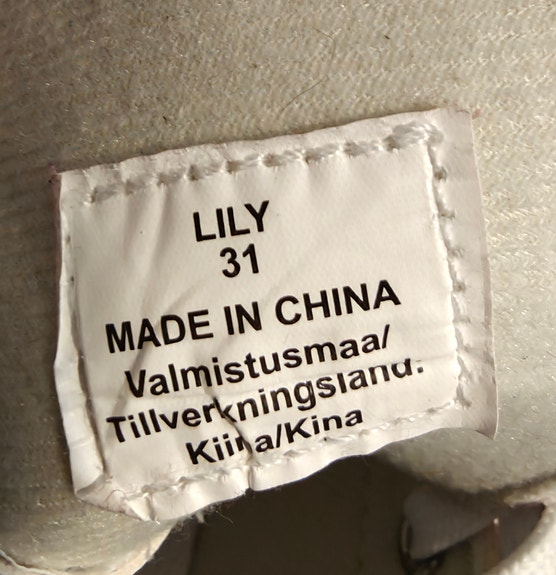 LILY
31
MADE IN CHINA
Valmistusmaa/
Tillverkningsland:
Kiina/Kina